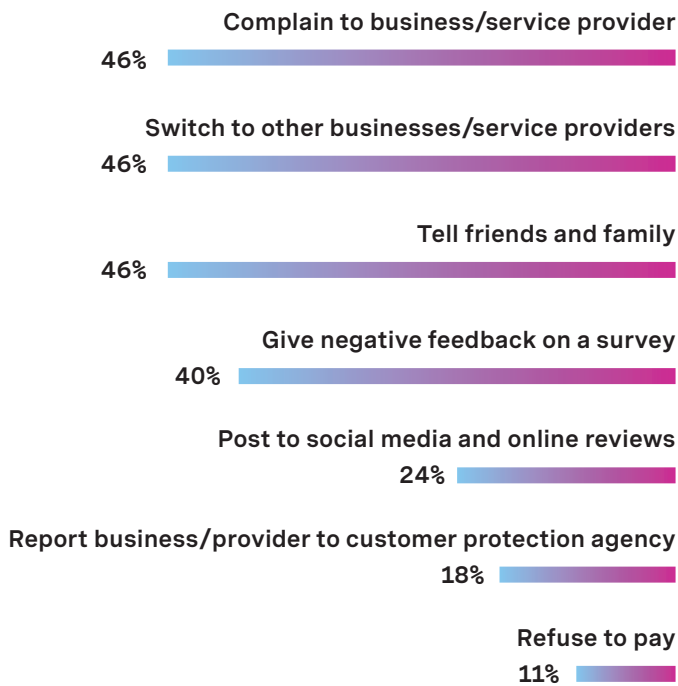 Complain to business/service provider
46%
Switch to other businesses/service providers
46%
Tell friends and family
46%
Give negative feedback on a survey
40%
Post to social media and online reviews
24%
Report business/provider to customer protection agency
18%
Refuse to pay
11%